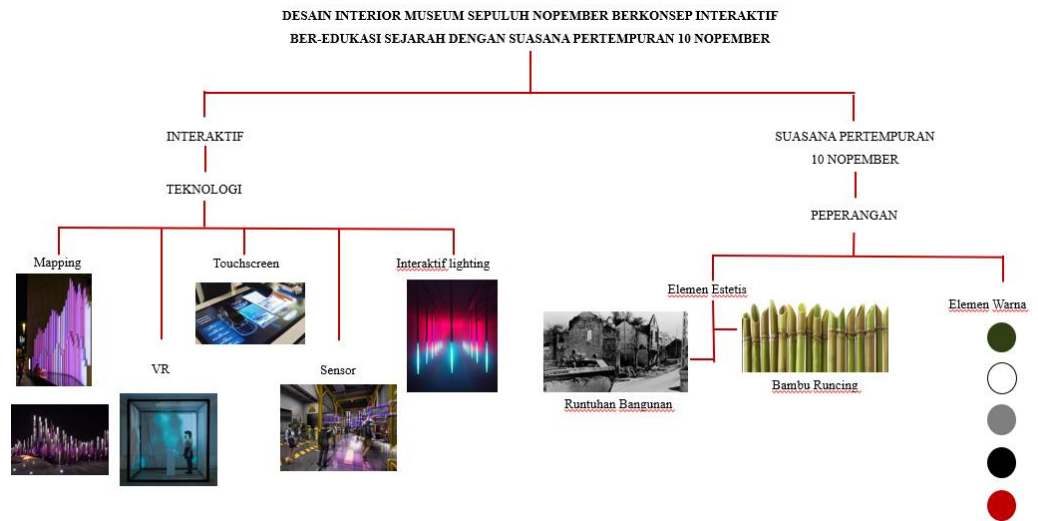 DESAIN INTERIOR MUSEUM SEPULUH NOPEMBER BERKONSEP INTERAKTIF
BER-EDUKASI SEJARAH DENGAN SUASANA PERTEMPURAN 10 NOPEMBER
INTERAKTIF
TEKNOLOGI
Mapping
Touchscreen
Interaktif lighting
VR
Sensor
SUASANA PERTEMPURAN
10 NOPEMBER
PEPERANGAN
Elemen Estetis
Elemen Warna
Runtuhan Bangunan
Bambu Runcing